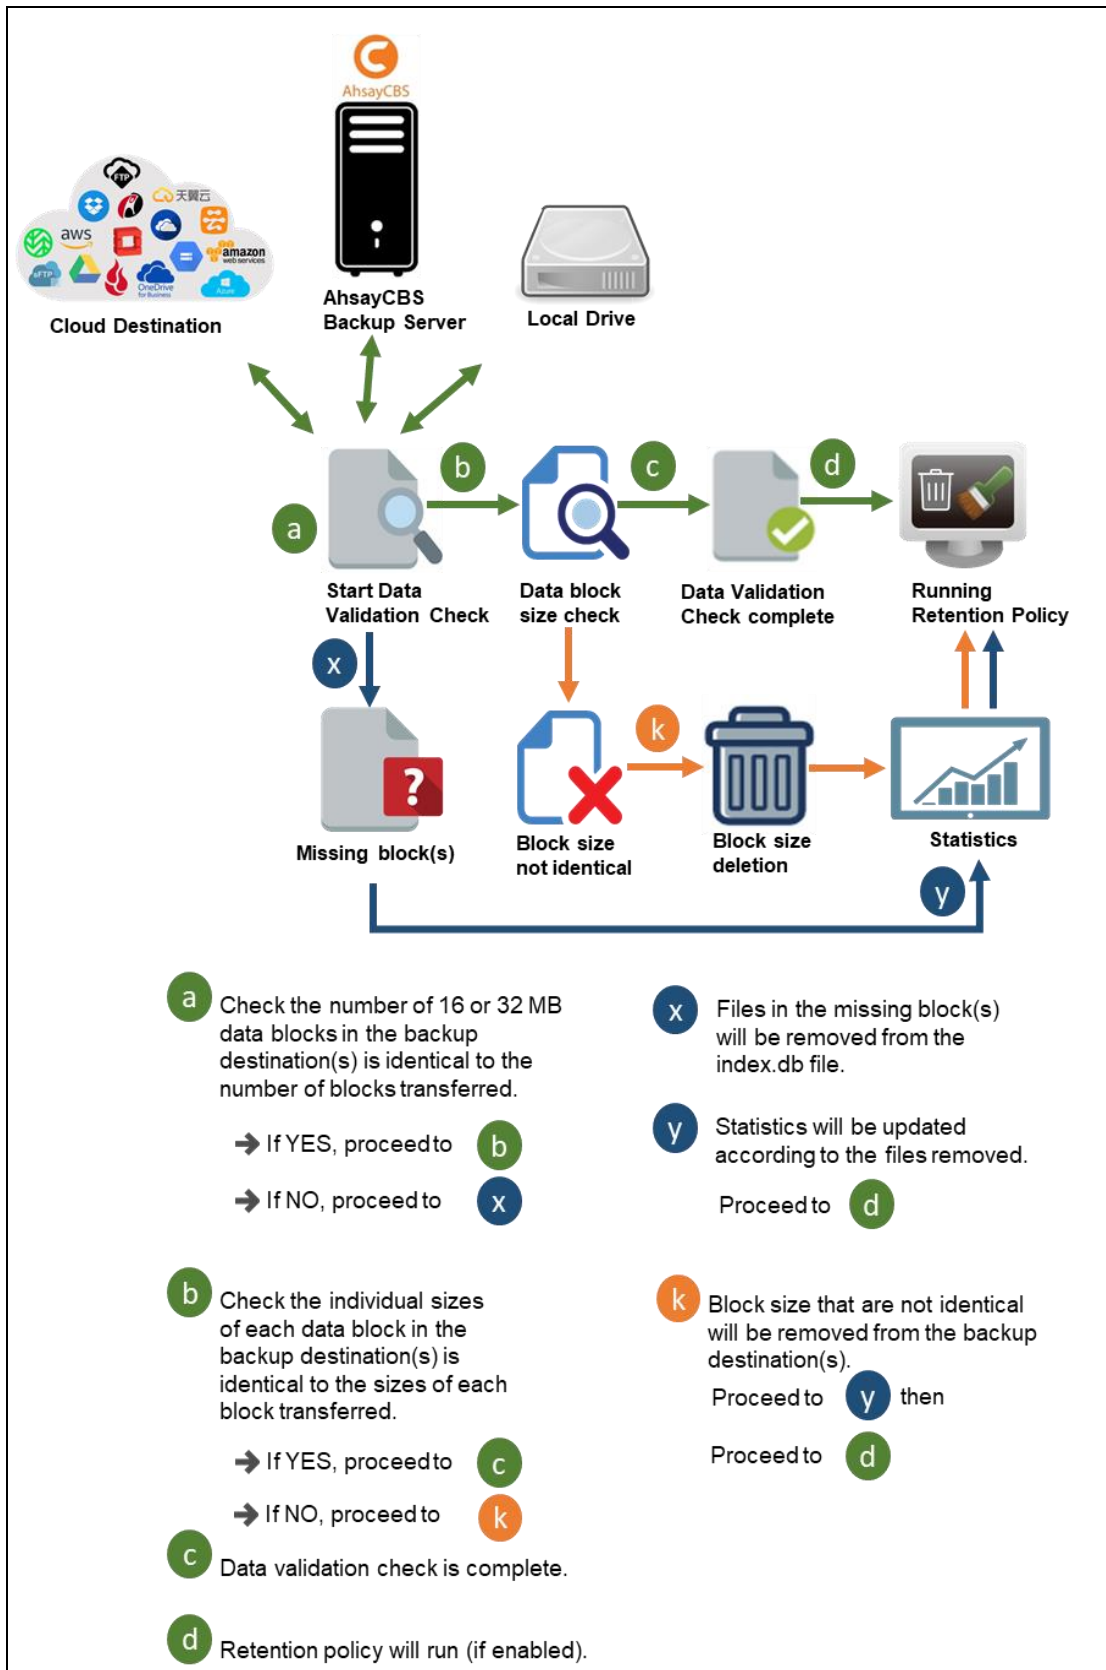 AhsayCBS
FTP
天翼云
aws
amazon
web services
sFTP
OneDrive
for Business
Azure
AhsayCBS
Backup Server
Local Drive
Cloud Destination
b
c
d
a
Start Data
Validation Check
Data block
size check
Data Validation
Check complete
Running
Retention Policy
x
k
?
Missing block(s)
Block size
not identical
Block size
deletion
Statistics
y
a
Check the number of 16 or 32 MB
data blocks in the backup
destination(s) is identical to the
number of blocks transferred.
➔ If YES, proceed to b
➔ If NO, proceed to x
b
Check the individual sizes
of each data block in the
backup destination(s) is
identical to the sizes of each
block transferred.
➔ If YES, proceed to c
➔ If NO, proceed to k
c Data validation check is complete.
d Retention policy will run (if enabled).
x
Files in the missing block(s)
will be removed from the
index.db file.
y
Statistics will be updated
according to the files removed.
Proceed to d
k
Block size that are not identical
will be removed from the backup
destination(s).
Proceed to y then
Proceed to d